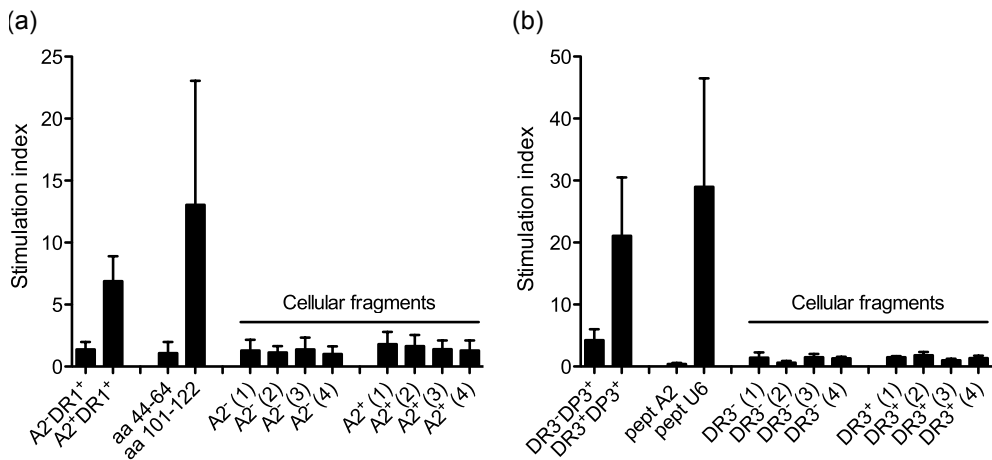 (a)
Stimulation index
25
20
15
10
5
0
Cellular fragments
A2⁻DR1⁺
A2⁺DR1⁺
aa 44-64
aa 101-122
A2⁻ (1)
A2⁻ (2)
A2⁻ (3)
A2⁻ (4)
A2⁺ (1)
A2⁺ (2)
A2⁺ (3)
A2⁺ (4)
(b)
Stimulation index
50
40
30
20
10
0
Cellular fragments
DR3⁻DP3⁺
DR3⁺DP3⁺
pept A2
pept U6
DR3⁻ (1)
DR3⁻ (2)
DR3⁻ (3)
DR3⁻ (4)
DR3⁺ (1)
DR3⁺ (2)
DR3⁺ (3)
DR3⁺ (4)